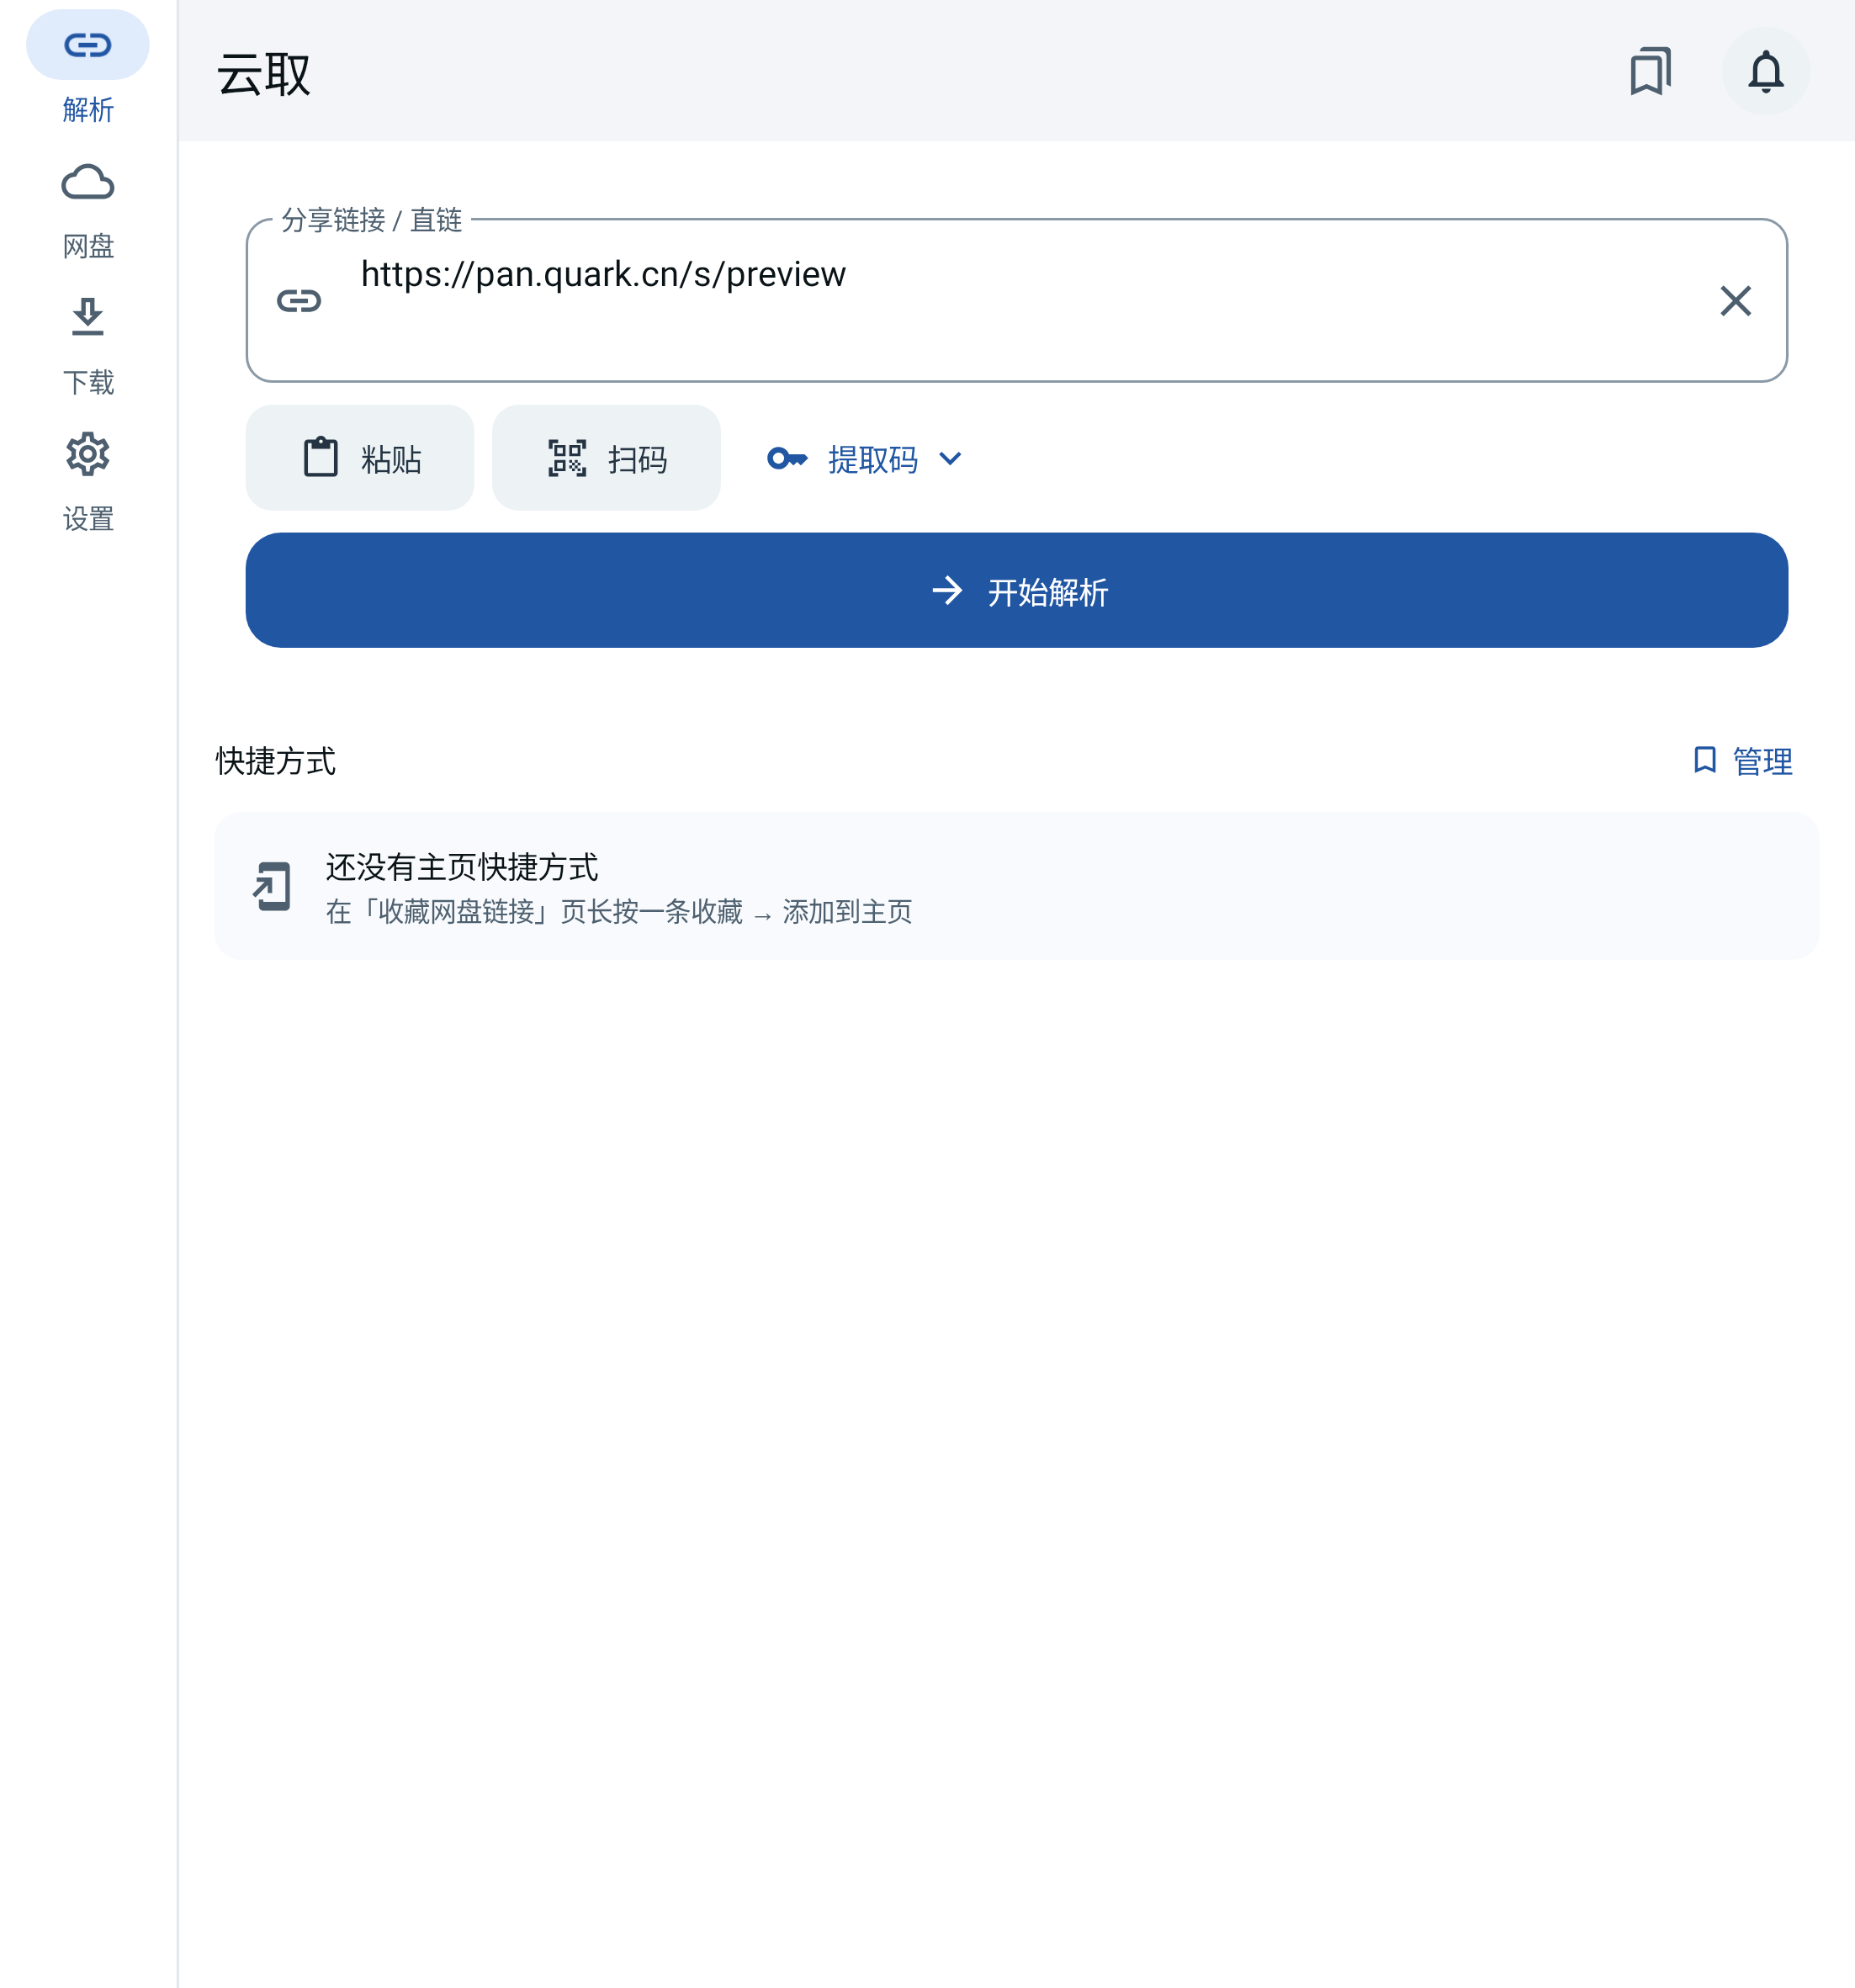 解析
网盘
下载
设置
云取
分享链接 / 直链
https://pan.quark.cn/s/preview
粘贴
扫码
提取码
开始解析
快捷方式
管理
还没有主页快捷方式
在「收藏网盘链接」页长按一条收藏 → 添加到主页